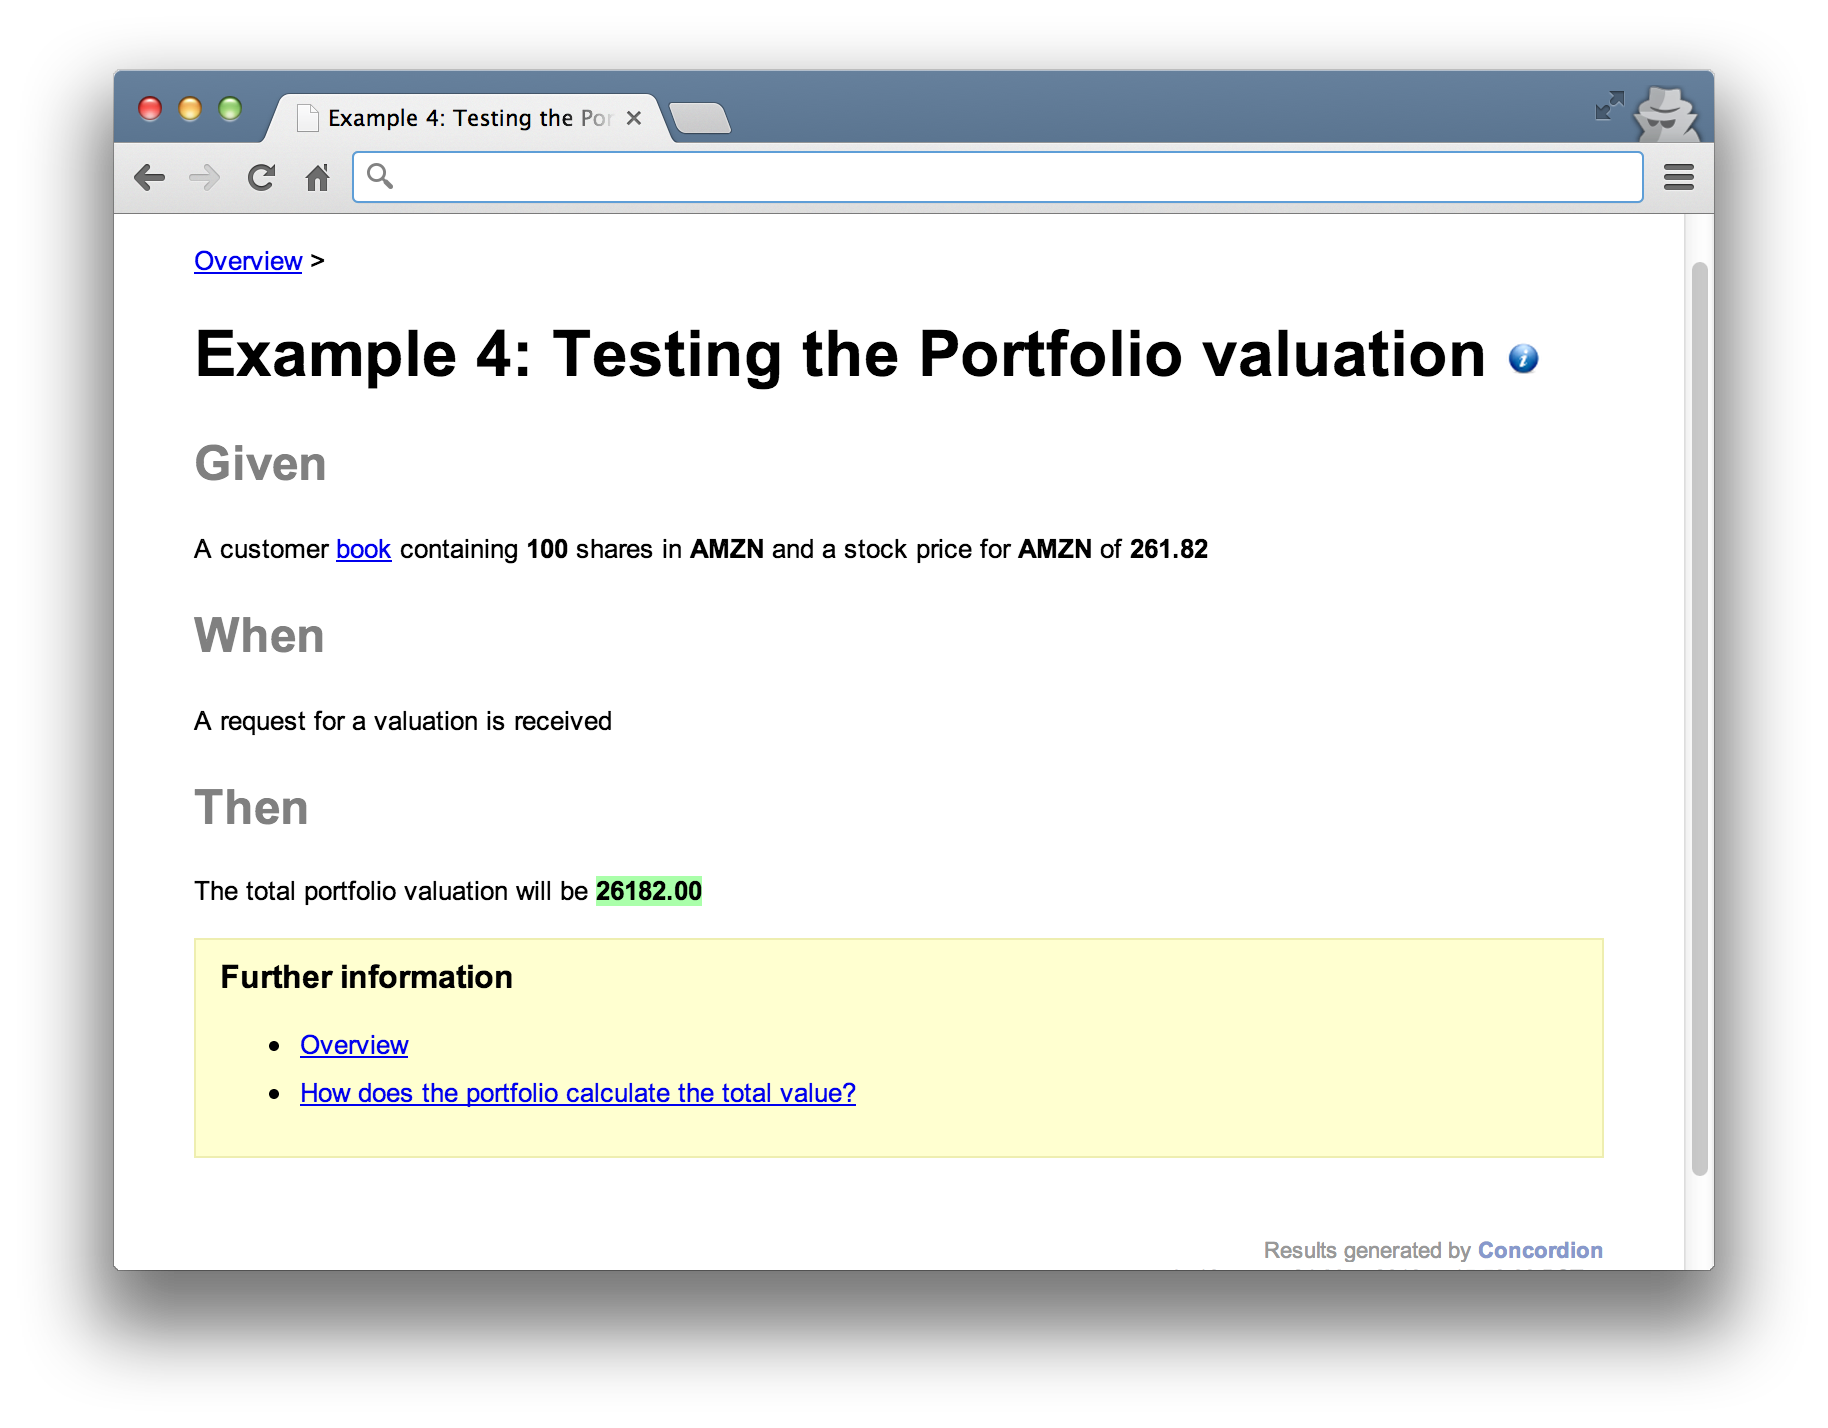 Example 4: Testing the Por
Overview >
Example 4: Testing the Portfolio valuation
Given
A customer book containing 100 shares in AMZN and a stock price for AMZN of 261.82
When
A request for a valuation is received
Then
The total portfolio valuation will be 26182.00
Further information
Overview
How does the portfolio calculate the total value?
Results generated by Concordion